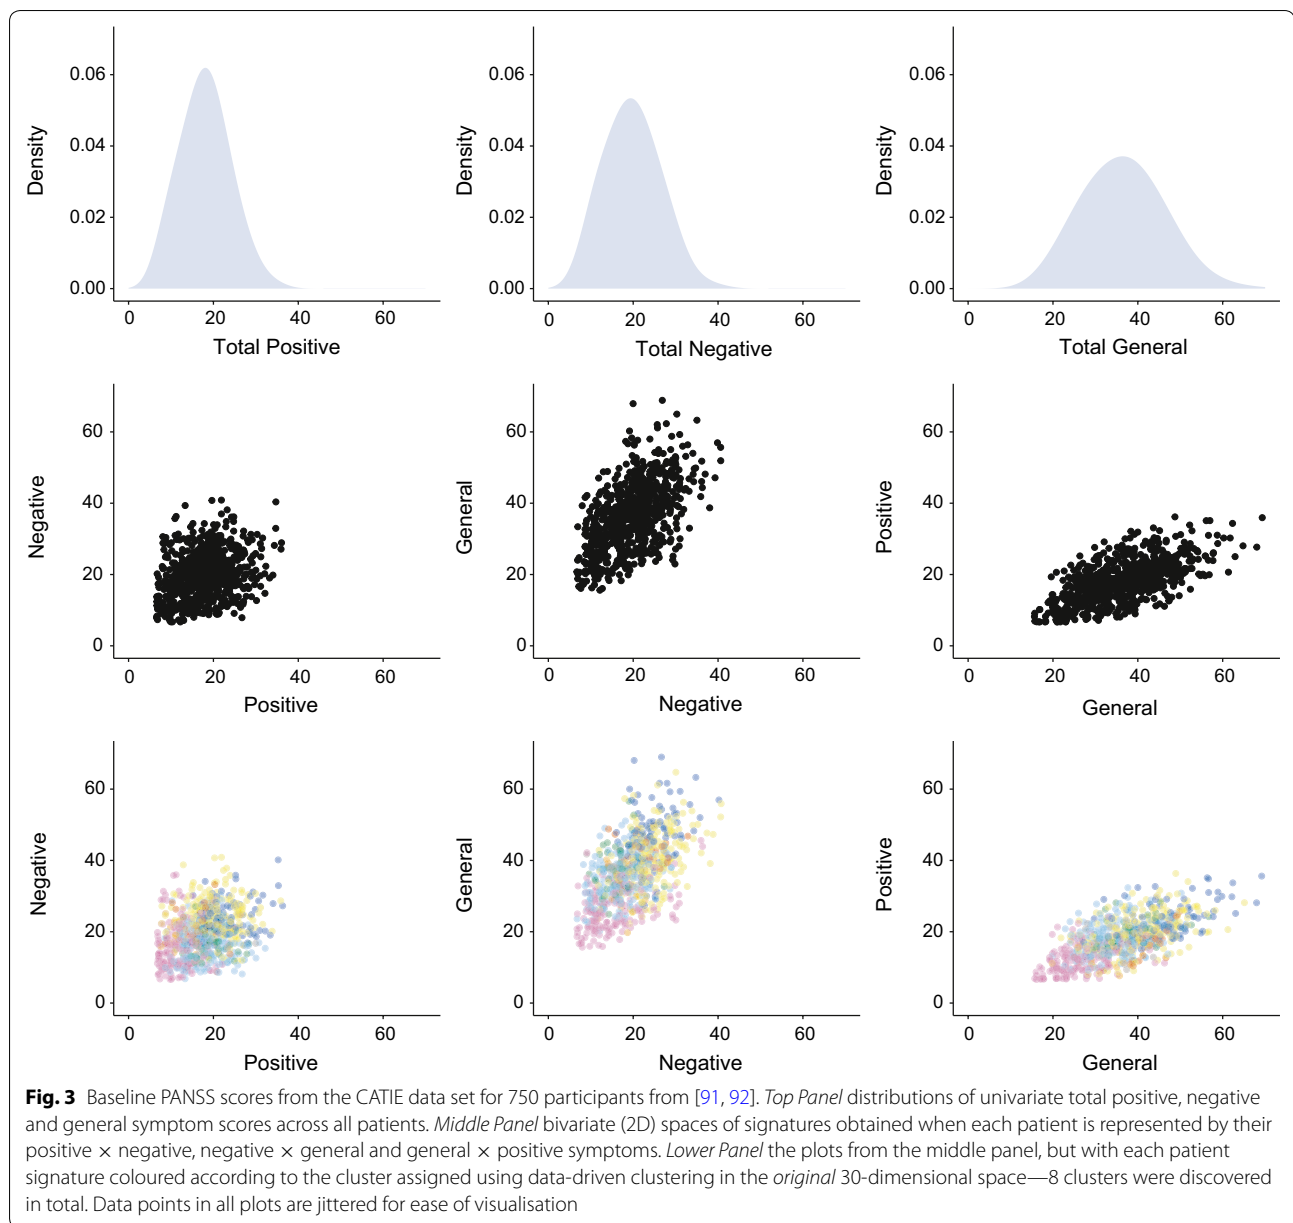 0.06
0.04
0.02
0.00
Density
0 20 40 60
Total Positive
0.06
0.04
0.02
0.00
Density
0 20 40 60
Total Negative
0.06
0.04
0.02
0.00
Density
0 20 40 60
Total General
60
40
20
0
Negative
0 20 40 60
Positive
60
40
20
0
General
0 20 40 60
Negative
60
40
20
0
Positive
0 20 40 60
General
60
40
20
0
Negative
0 20 40 60
Positive
60
40
20
0
General
0 20 40 60
Negative
60
40
20
0
Positive
0 20 40 60
General
Fig. 3 Baseline PANSS scores from the CATIE data set for 750 participants from [91, 92]. Top Panel distributions of univariate total positive, negative
and general symptom scores across all patients. Middle Panel bivariate (2D) spaces of signatures obtained when each patient is represented by their
positive × negative, negative × general and general × positive symptoms. Lower Panel the plots from the middle panel, but with each patient
signature coloured according to the cluster assigned using data-driven clustering in the original 30-dimensional space—8 clusters were discovered
in total. Data points in all plots are jittered for ease of visualisation